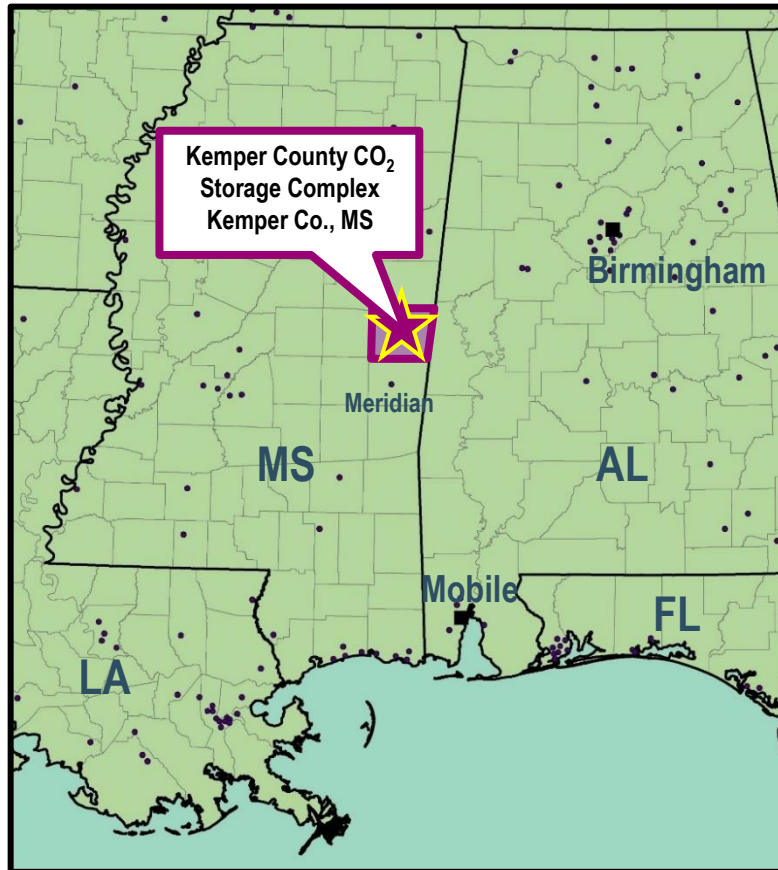 Kemper County CO₂
Storage Complex
Kemper Co., MS
Birmingham
Meridian
MS
AL
Mobile
FL
LA